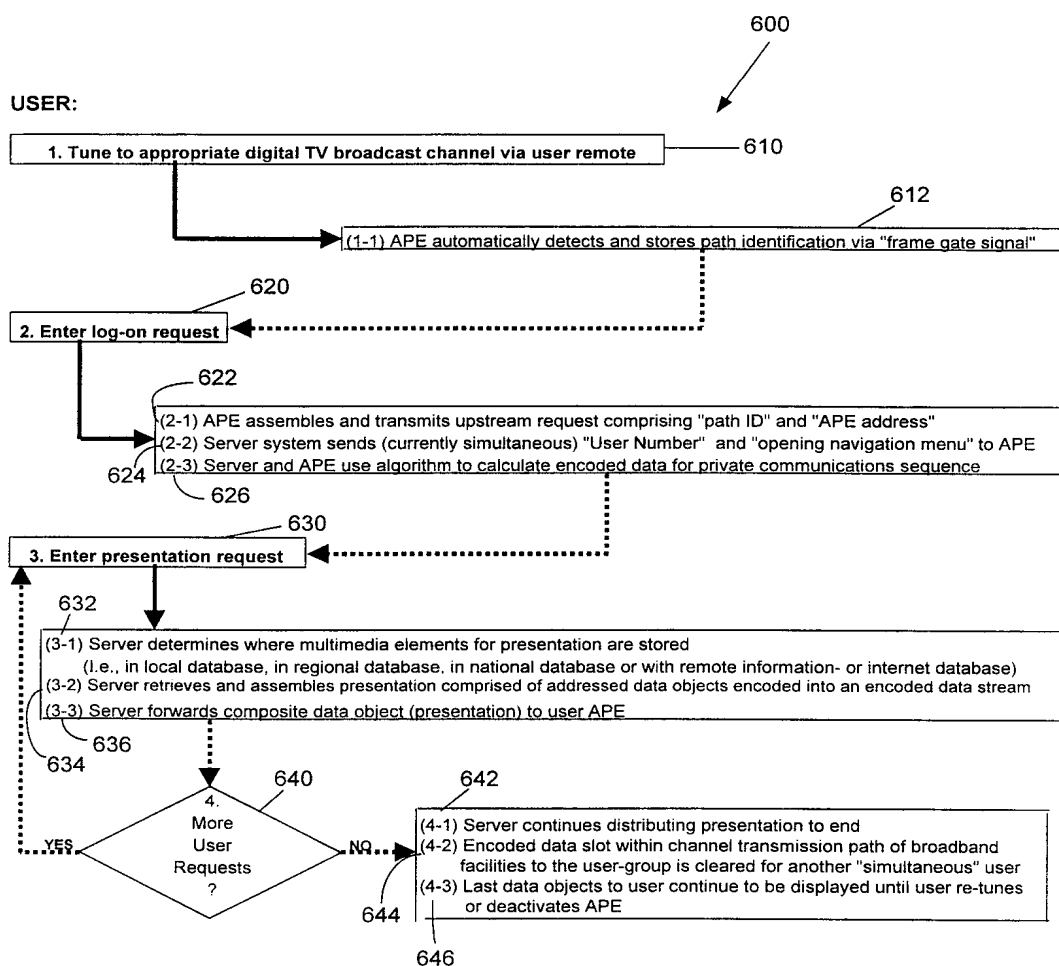 600
USER:
1. Tune to appropriate digital TV broadcast channel via user remote
610
612
(1-1) APE automatically detects and stores path identification via "frame gate signal"
620
2. Enter log-on request
622
(2-1) APE assembles and transmits upstream request comprising "path ID" and "APE address"
(2-2) Server system sends (currently simultaneous) "User Number" and "opening navigation menu" to APE
624
(2-3) Server and APE use algorithm to calculate encoded data for private communications sequence
626
630
3. Enter presentation request
632
(3-1) Server determines where multimedia elements for presentation are stored
(I.e., in local database, in regional database, in national database or with remote information- or internet database)
(3-2) Server retrieves and assembles presentation comprised of addressed data objects encoded into an encoded data stream
(3-3) Server forwards composite data object (presentation) to user APE
636
634
640
4.
More
User
Requests
?
YES
NO
642
(4-1) Server continues distributing presentation to end
(4-2) Encoded data slot within channel transmission path of broadband
facilities to the user-group is cleared for another "simultaneous" user
644
(4-3) Last data objects to user continue to be displayed until user re-tunes
or deactivates APE
646